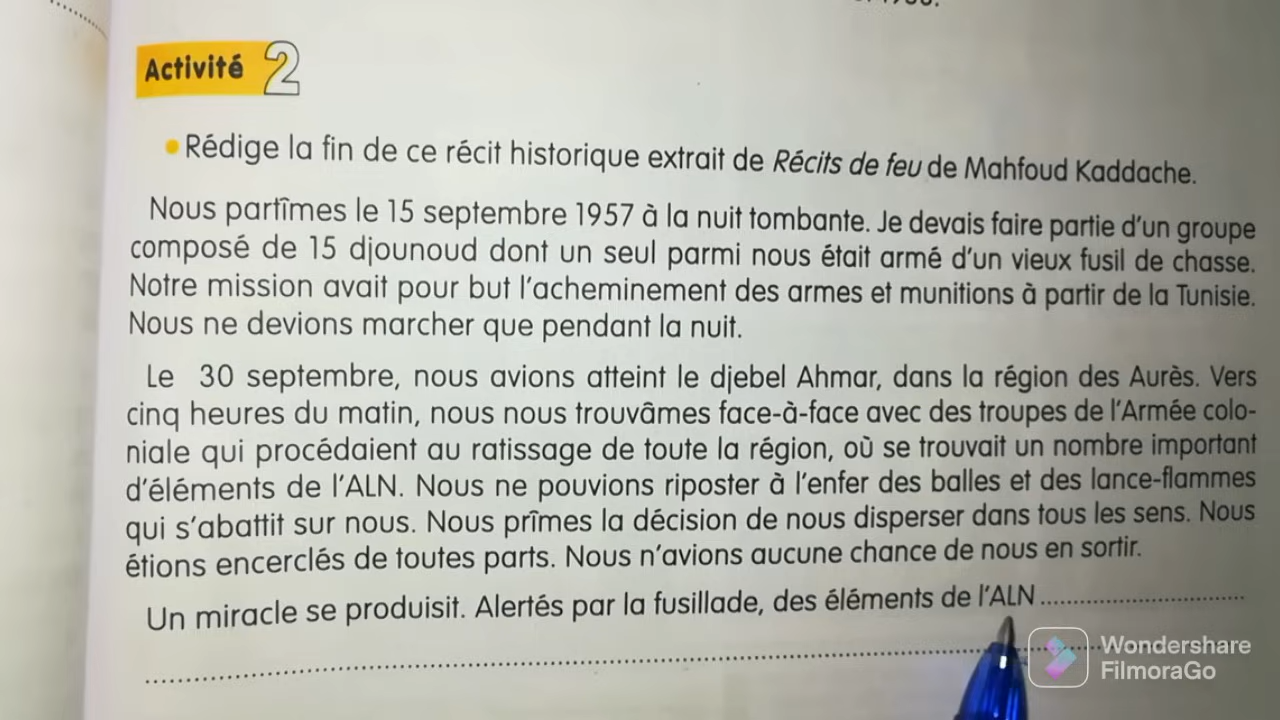 Activité 2
• Rédige la fin de ce récit historique extrait de Récits de feu de Mahfoud Kaddache.
Nous partîmes le 15 septembre 1957 à la nuit tombante. Je devais faire partie d'un groupe
composé de 15 djounoud dont un seul parmi nous était armé d'un vieux fusil de chasse.
Notre mission avait pour but l'acheminement des armes et munitions à partir de la Tunisie.
Nous ne devions marcher que pendant la nuit.
Le 30 septembre, nous avions atteint le djebel Ahmar, dans la région des Aurès. Vers
cinq heures du matin, nous nous trouvâmes face-à-face avec des troupes de l'Armée colo-
niale qui procédaient au ratissage de toute la région, où se trouvait un nombre important
d'éléments de l'ALN. Nous ne pouvions riposter à l'enfer des balles et des lance-flammes
qui s'abattit sur nous. Nous prîmes la décision de nous disperser dans tous les sens. Nous
étions encerclés de toutes parts. Nous n'avions aucune chance de nous en sortir.
Un miracle se produisit. Alertés par la fusillade, des éléments de l'ALN ..............................
Wondershare
FilmoraGo